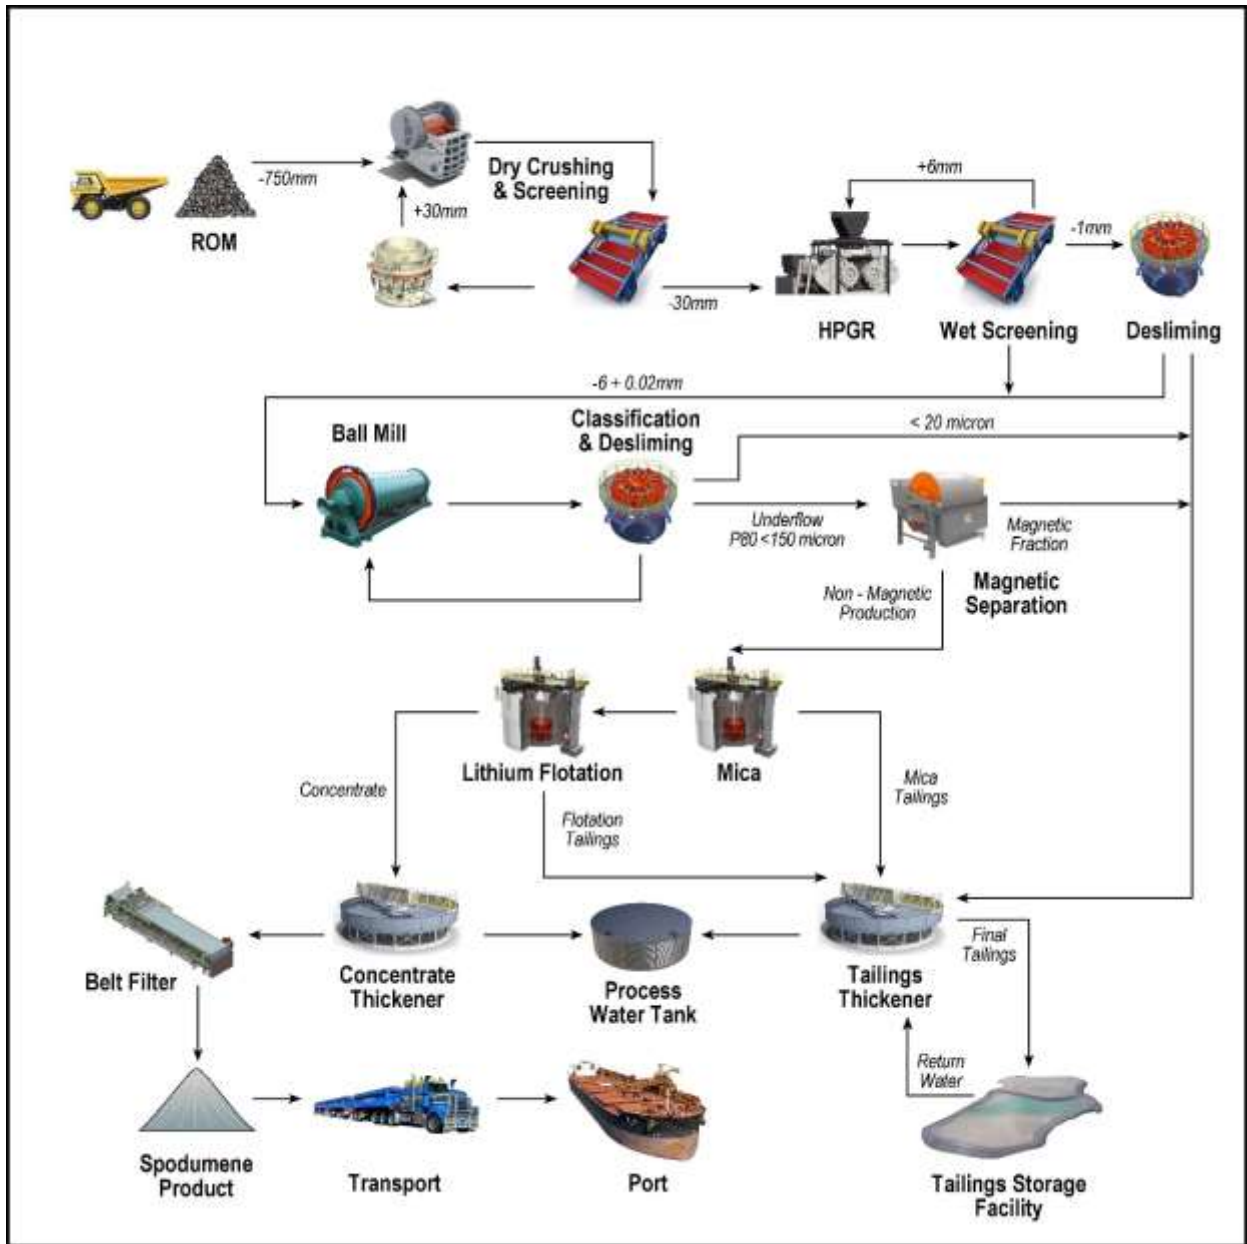 -750mm
ROM
+30mm
Dry Crushing
& Screening
-30mm
+6mm
-1mm
HPGR
Wet Screening
Desliming
-6 + 0.02mm
Ball Mill
Classification
& Desliming
< 20 micron
Underflow
P80 <150 micron
Magnetic
Fraction
Magnetic
Separation
Non - Magnetic
Production
Lithium Flotation
Mica
Concentrate
Flotation
Tailings
Mica
Tailings
Belt Filter
Concentrate
Thickener
Process
Water Tank
Tailings
Thickener
Final
Tailings
Return
Water
Spodumene
Product
Transport
Port
Tailings Storage
Facility